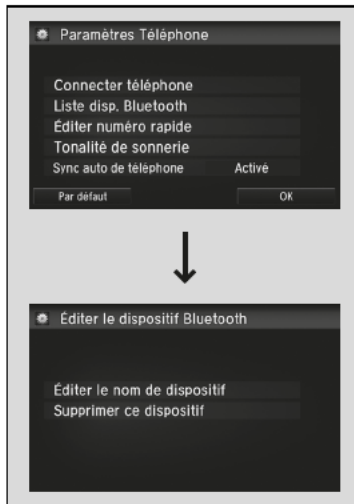 Paramètres Téléphone
Connecter téléphone
Liste disp. Bluetooth
Éditer numéro rapide
Tonalité de sonnerie
Sync auto de téléphone Activé
Par défaut OK
Éditer le dispositif Bluetooth
Éditer le nom de dispositif
Supprimer ce dispositif